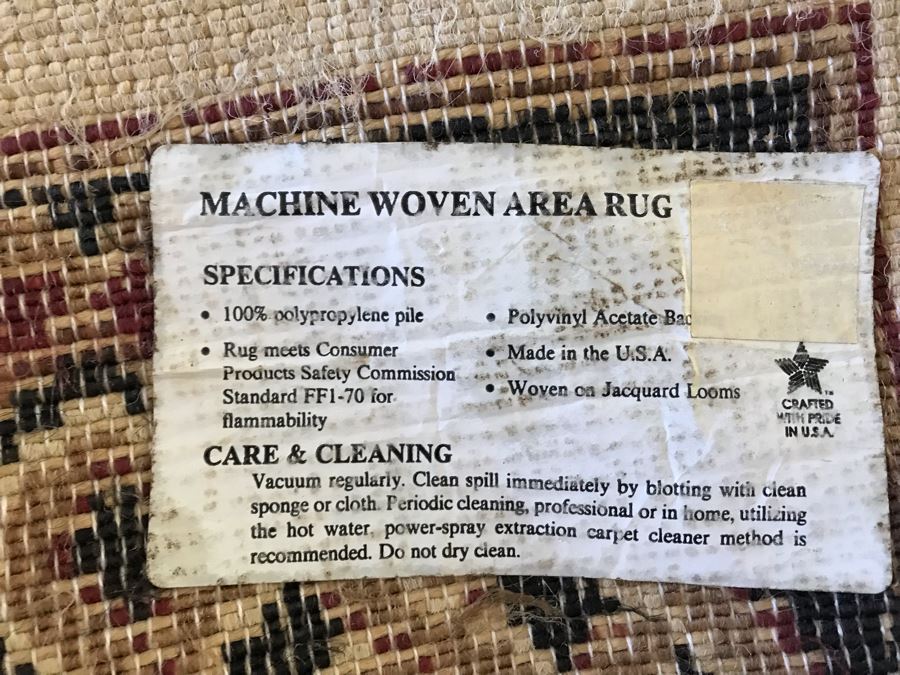 MACHINE WOVEN AREA RUG
SPECIFICATIONS
• 100% polypropylene pile
• Rug meets Consumer
Products Safety Commission
Standard FF1-70 for
flammability
• Polyvinyl Acetate Bac
• Made in the U.S.A.
• Woven on Jacquard Looms
CRAFTED
WITH PRIDE
IN U.S.A.
CARE & CLEANING
Vacuum regularly. Clean spill immediately by blotting with clean
sponge or cloth. Periodic cleaning, professional or in home, utilizing
the hot water, power-spray extraction carpet cleaner method is
recommended. Do not dry clean.